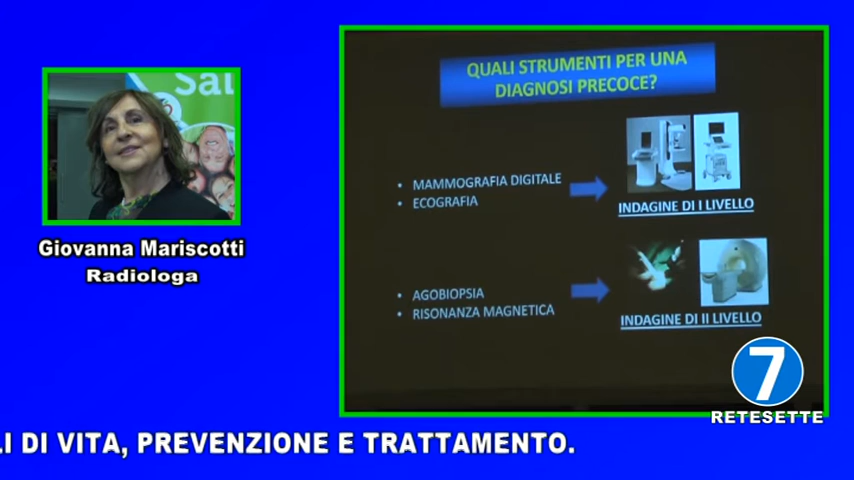 Sal
QUALI STRUMENTI PER UNA
DIAGNOSI PRECOCE?
• MAMMOGRAFIA DIGITALE
• ECOGRAFIA
INDAGINE DI I LIVELLO
• AGOBIOPSIA
• RISONANZA MAGNETICA
INDAGINE DI II LIVELLO
Giovanna Mariscotti
Radiologa
7
RETESETTE
LI DI VITA, PREVENZIONE E TRATTAMENTO.